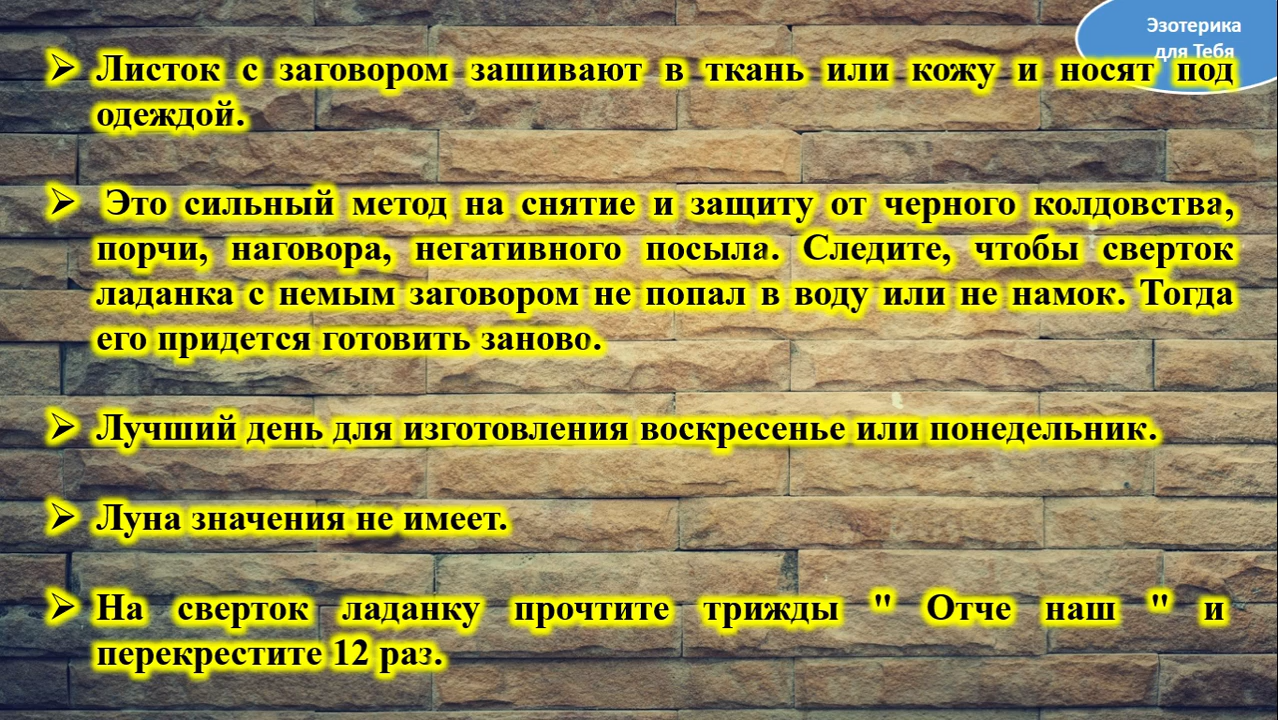 Эзотерика
для Тебя
➢ Листок с заговором зашивают в ткань или кожу и носят под
одеждой.
➢ Это сильный метод на снятие и защиту от черного колдовства,
порчи, наговора, негативного посыла. Следите, чтобы сверток
ладанка с немым заговором не попал в воду или не намок. Тогда
его придется готовить заново.
➢ Лучший день для изготовления воскресенье или понедельник.
➢ Луна значения не имеет.
➢ На сверток ладанку прочтите трижды " Отче наш " и
перекрестите 12 раз.